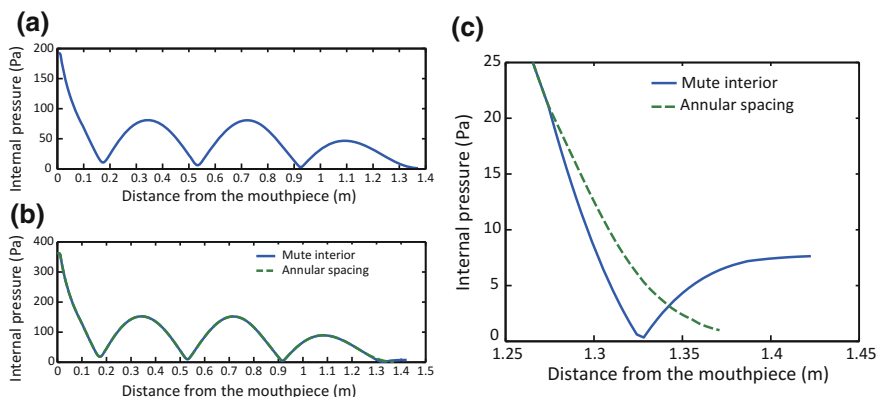 (a)
200
150
100
50
0
Internal pressure (Pa)
0 0.1 0.2 0.3 0.4 0.5 0.6 0.7 0.8 0.9 1 1.1 1.2 1.3 1.4
Distance from the mouthpiece (m)
(b)
400
300
200
100
0
Internal pressure (Pa)
Mute interior
Annular spacing
0 0.1 0.2 0.3 0.4 0.5 0.6 0.7 0.8 0.9 1 1.1 1.2 1.3 1.4 1.5
Distance from the mouthpiece (m)
(c)
25
20
15
10
5
0
Internal pressure (Pa)
Mute interior
Annular spacing
1.25 1.3 1.35 1.4 1.45
Distance from the mouthpiece (m)